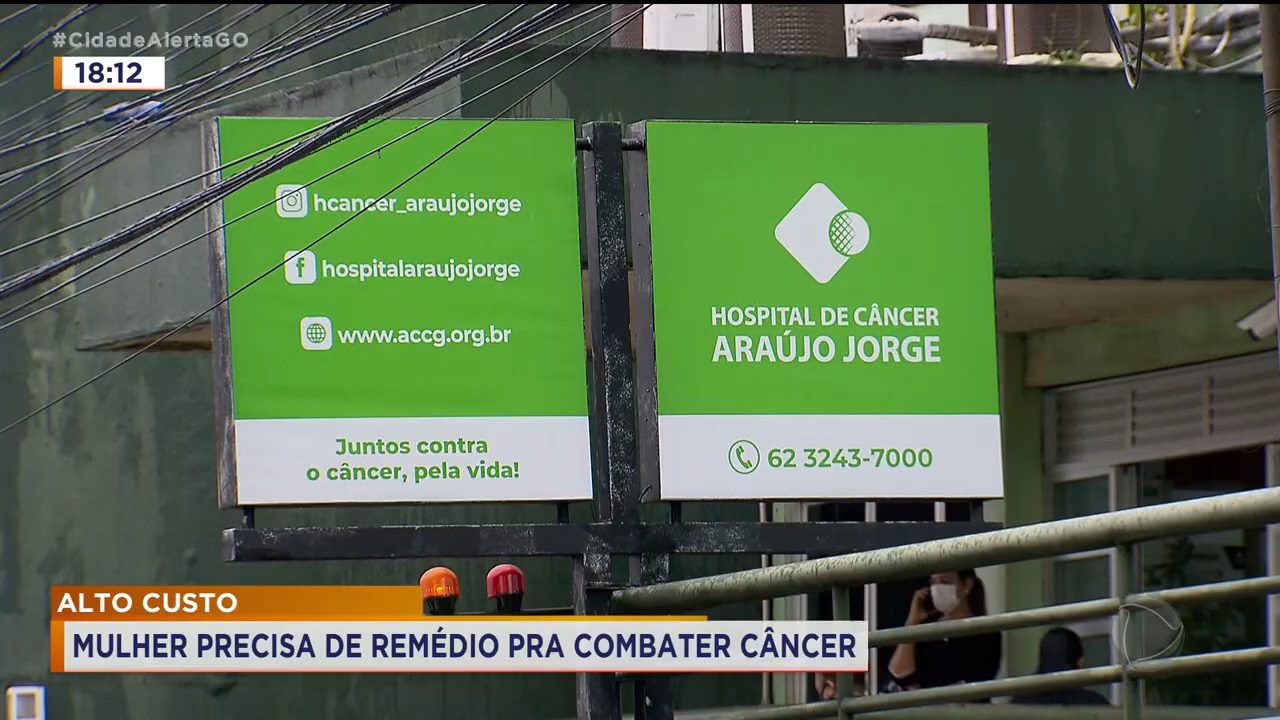 #CidadeAlertaGO
18:12
hcancer_araujojorge
hospitalaraujojorge
www.accg.org.br
Juntos contra
o câncer, pela vida!
HOSPITAL DE CÂNCER
ARAÚJO JORGE
62 3243-7000
ALTO CUSTO
MULHER PRECISA DE REMÉDIO PRA COMBATER CÂNCER